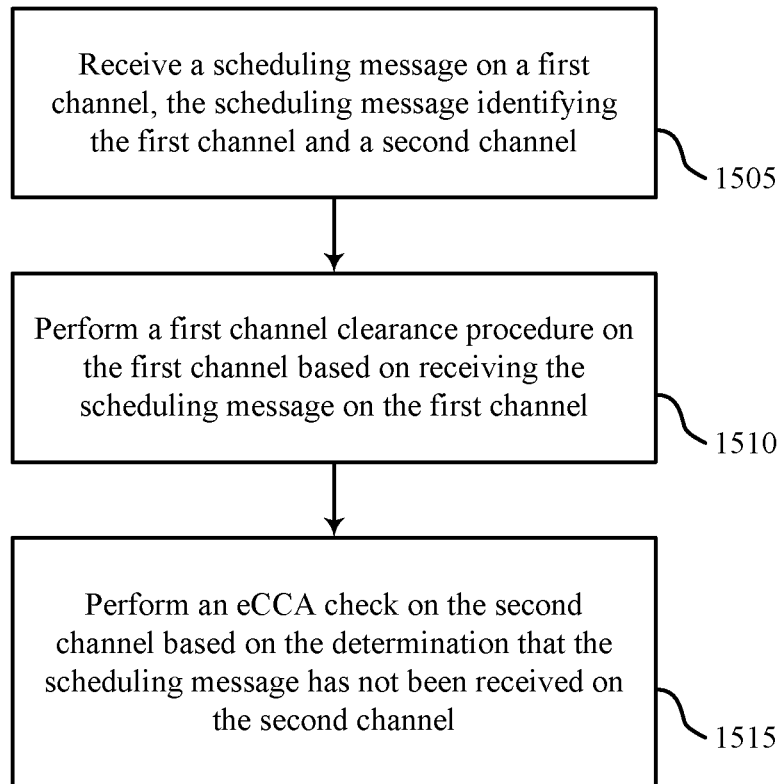 Receive a scheduling message on a first
channel, the scheduling message identifying
the first channel and a second channel
1505
Perform a first channel clearance procedure on
the first channel based on receiving the
scheduling message on the first channel
1510
Perform an eCCA check on the second
channel based on the determination that the
scheduling message has not been received on
the second channel
1515